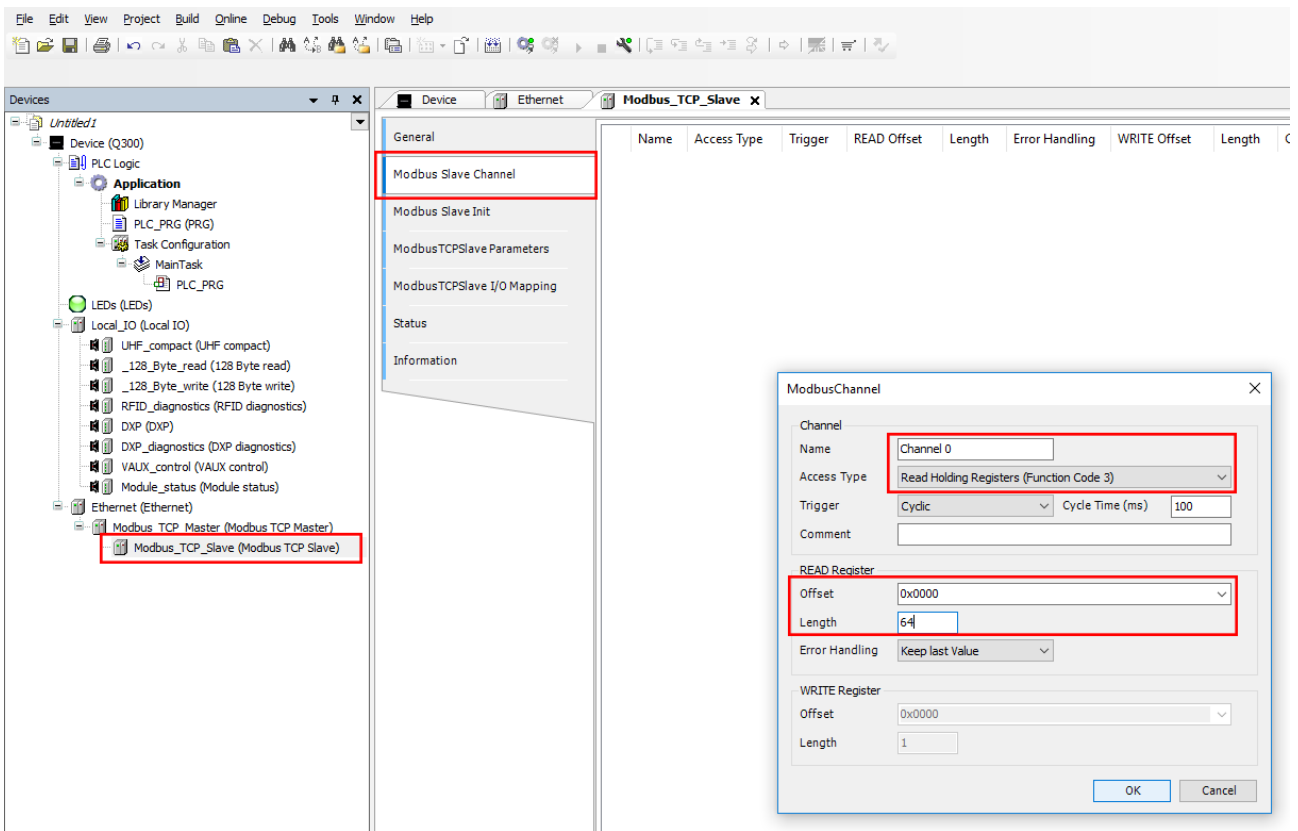 File Edit View Project Build Online Debug Tools Window Help
Devices
Untitled1
Device (Q300)
PLC Logic
Application
Library Manager
PLC_PRG (PRG)
Task Configuration
MainTask
PLC_PRG
LEDs (LEDs)
Local_IO (Local IO)
UHF_compact (UHF compact)
_128_Byte_read (128 Byte read)
_128_Byte_write (128 Byte write)
RFID_diagnostics (RFID diagnostics)
DXP (DXP)
DXP_diagnostics (DXP diagnostics)
VAUX_control (VAUX control)
Module_status (Module status)
Ethernet (Ethernet)
Modbus_TCP_Master (Modbus TCP Master)
Modbus_TCP_Slave (Modbus TCP Slave)
Device Ethernet Modbus_TCP_Slave
General
Modbus Slave Channel
Modbus Slave Init
ModbusTCPSlave Parameters
ModbusTCPSlave I/O Mapping
Status
Information
Name Access Type Trigger READ Offset Length Error Handling WRITE Offset Length
ModbusChannel
Channel
Name Channel 0
Access Type Read Holding Registers (Function Code 3)
Trigger Cyclic Cycle Time (ms) 100
Comment
READ Register
Offset 0x0000
Length 64
Error Handling Keep last Value
WRITE Register
Offset 0x0000
Length 1
OK Cancel